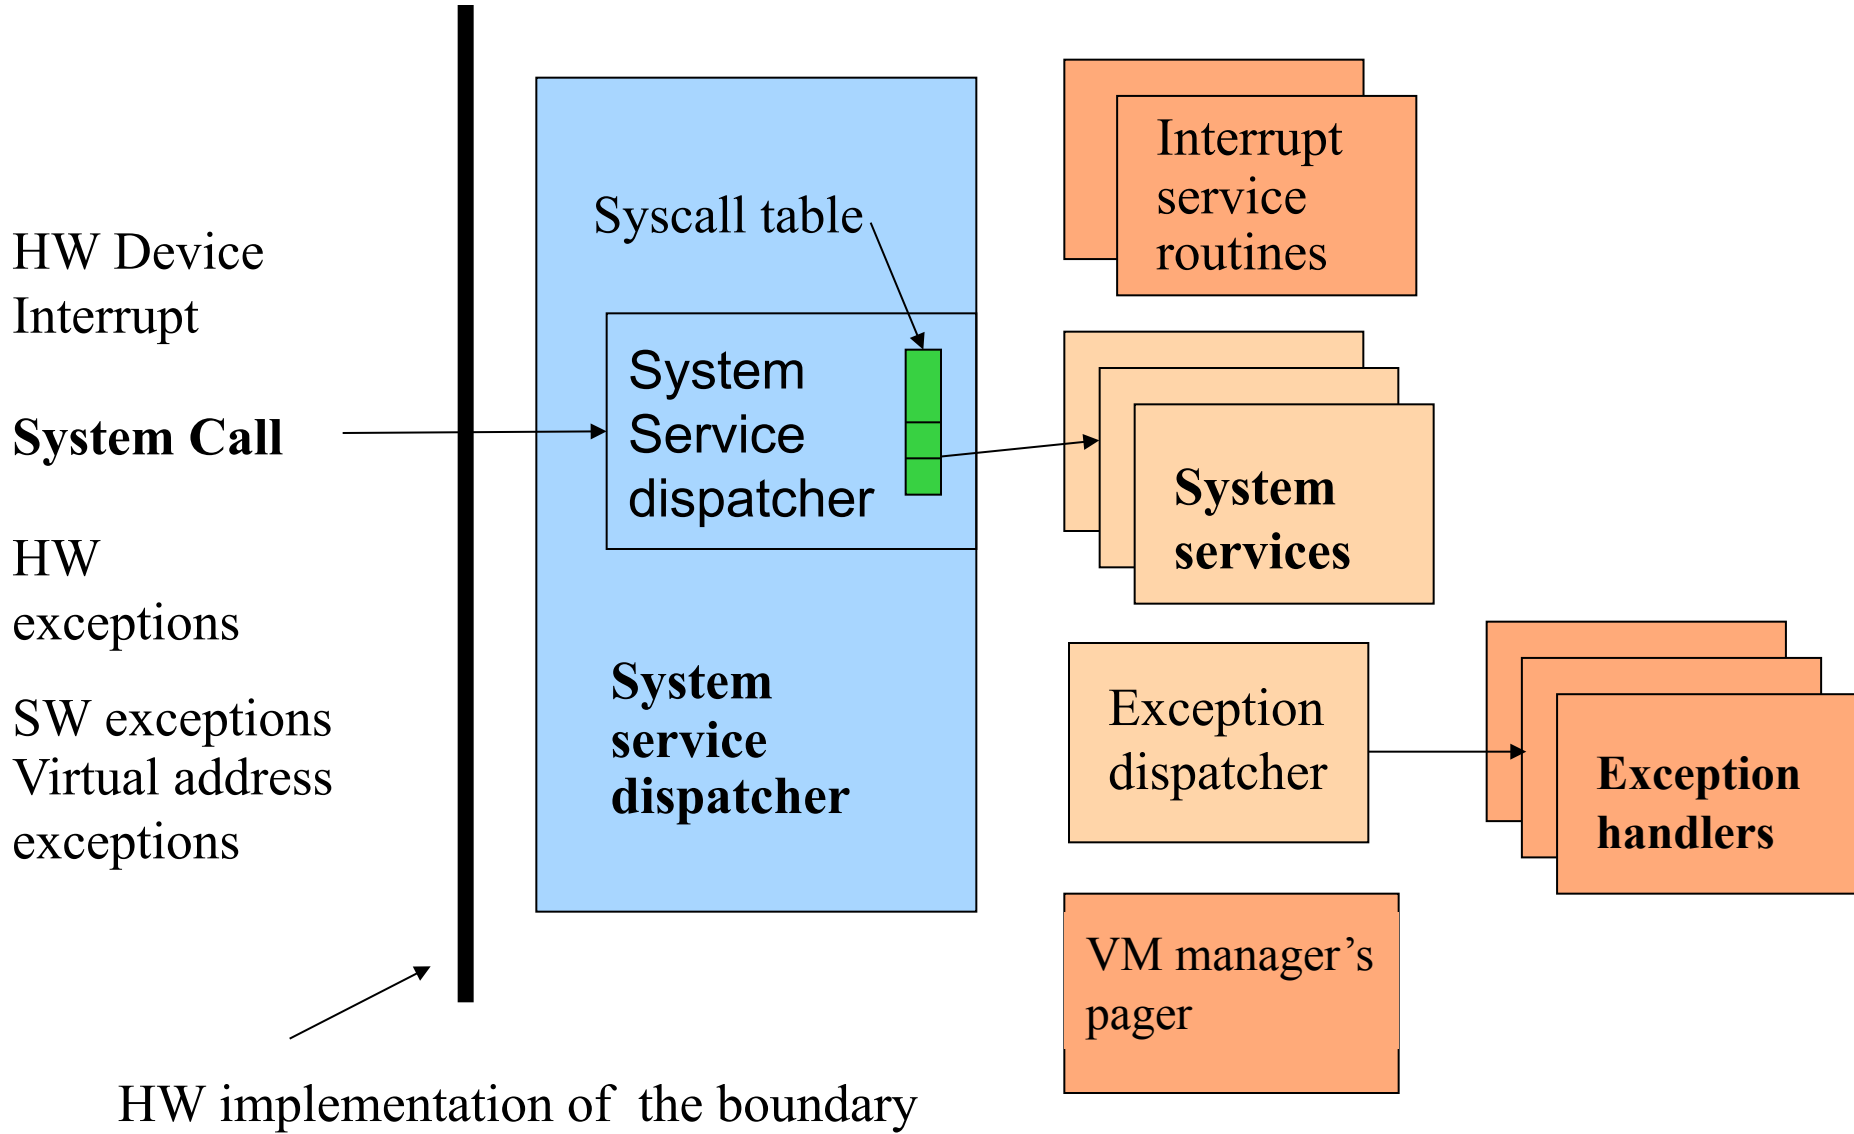 HW Device
Interrupt
System Call
HW
exceptions
SW exceptions
Virtual address
exceptions
HW implementation of the boundary
Syscall table
System
Service
dispatcher
System
service
dispatcher
Interrupt
service
routines
System
services
Exception
dispatcher
Exception
handlers
VM manager’s
pager